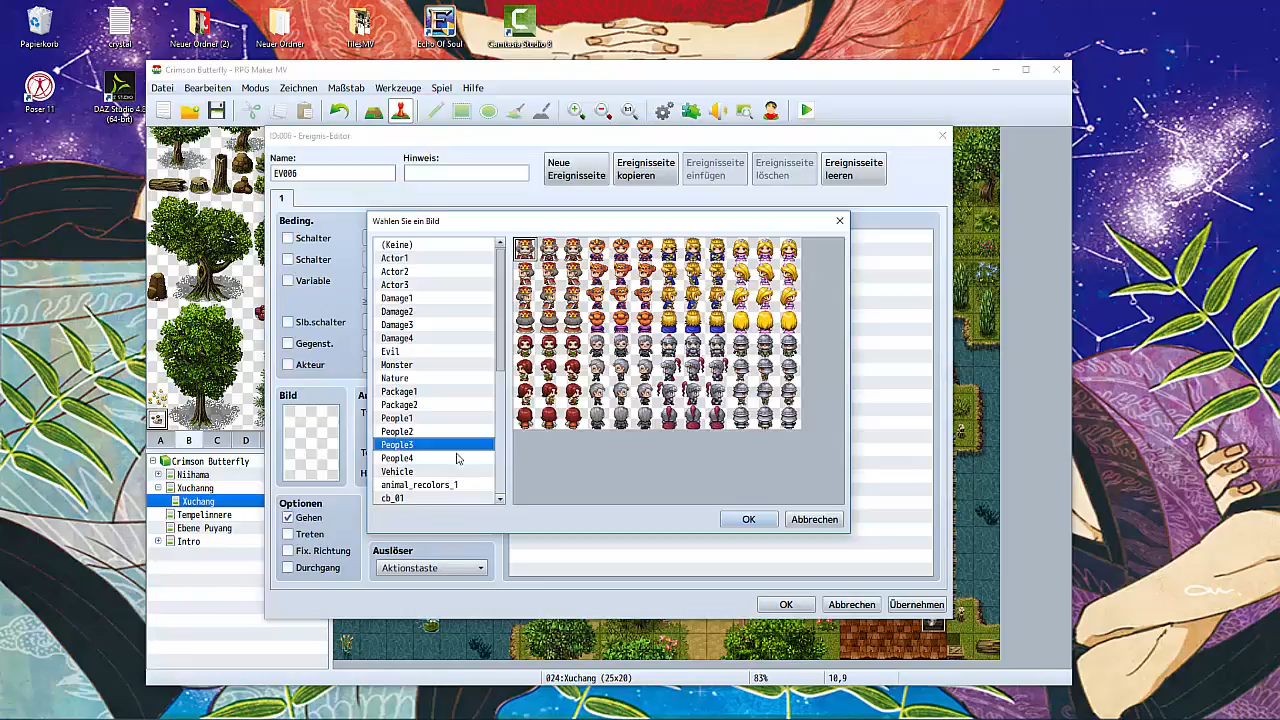 Papierkorb
crystal
Neuer Ordner (2)
Neuer Ordner
TilesMV
Echo Of Soul
Camtasia Studio 8
Poser 11
DAZ Studio 4.8
(64-bit)
Crimson Butterfly - RPG Maker MV
Datei Bearbeiten Modus Zeichnen Maßstab Werkzeuge Spiel Hilfe
ID:006 - Ereignis-Editor
Name: Hinweis:
EV006
Neue
Ereignisseite
Ereignisseite
kopieren
Ereignisseite
einfügen
Ereignisseite
löschen
Ereignisseite
leeren
1
Beding.
Schalter
Schalter
Variable
Slb.schalter
Gegenst.
Akteur
Bild
Optionen
Gehen
Treten
Fix. Richtung
Durchgang
Auslöser
Aktionstaste
OK Abbrechen Übernehmen
Wählen Sie ein Bild
(Keine)
Actor1
Actor2
Actor3
Damage1
Damage2
Damage3
Damage4
Evil
Monster
Nature
Package1
Package2
People1
People2
People3
People4
Vehicle
animal_recolors_1
cb_01
OK Abbrechen
A B C D
Crimson Butterfly
Niihama
Xuchanng
Xuchang
Tempelinnere
Ebene Puyang
Intro
024:Xuchang (25x20) 83% 10,9